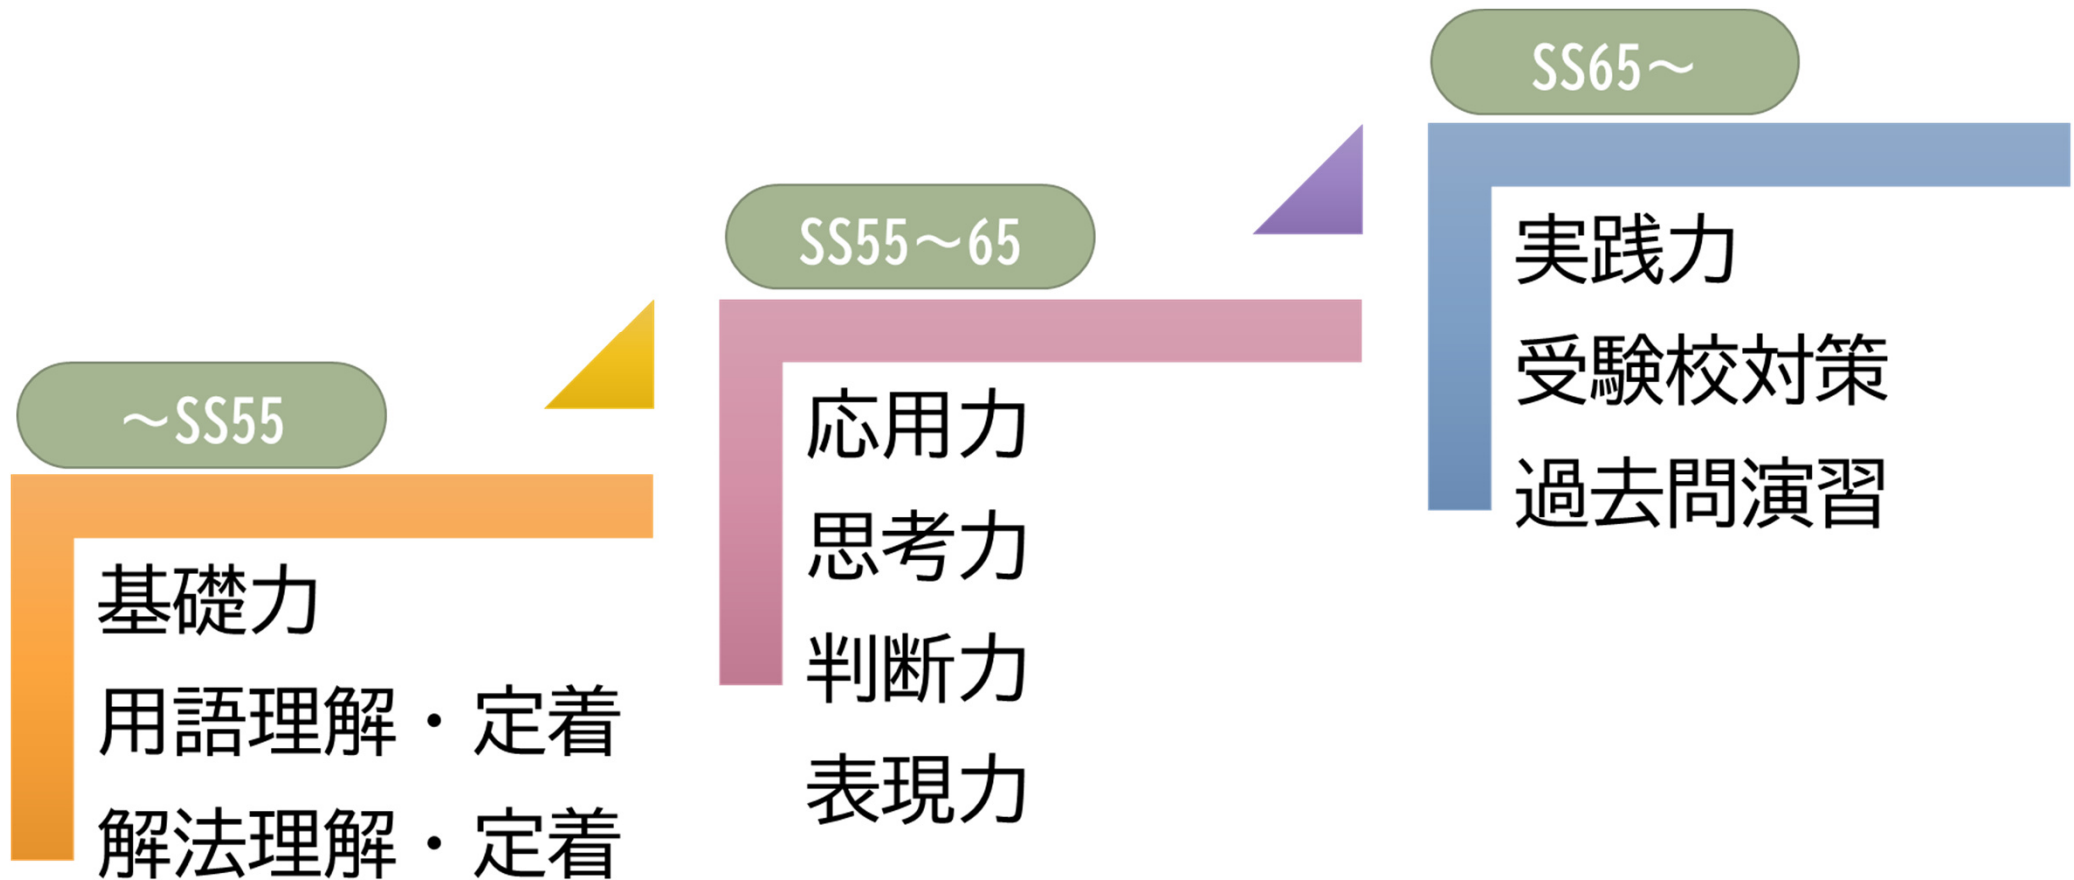 ～SS55
基礎力
用語理解・定着
解法理解・定着
SS55～65
応用力
思考力
判断力
表現力
SS65～
実践力
受験校対策
過去問演習